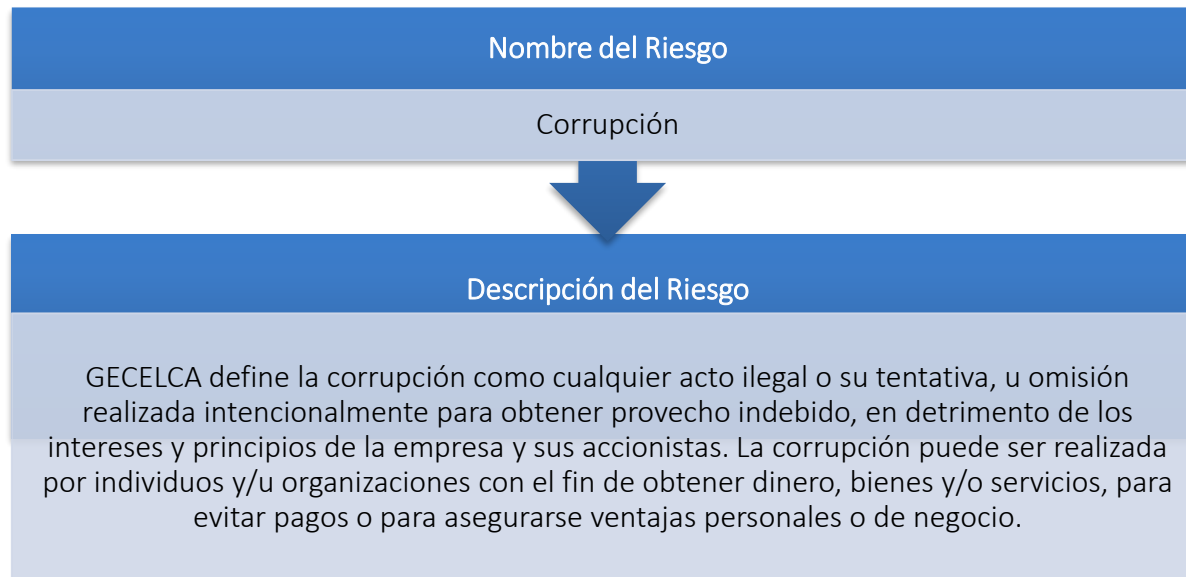 Nombre del Riesgo
Corrupción
Descripción del Riesgo
GECELCA define la corrupción como cualquier acto ilegal o su tentativa, u omisión
realizada intencionalmente para obtener provecho indebido, en detrimento de los
intereses y principios de la empresa y sus accionistas. La corrupción puede ser realizada
por individuos y/u organizaciones con el fin de obtener dinero, bienes y/o servicios, para
evitar pagos o para asegurarse ventajas personales o de negocio.